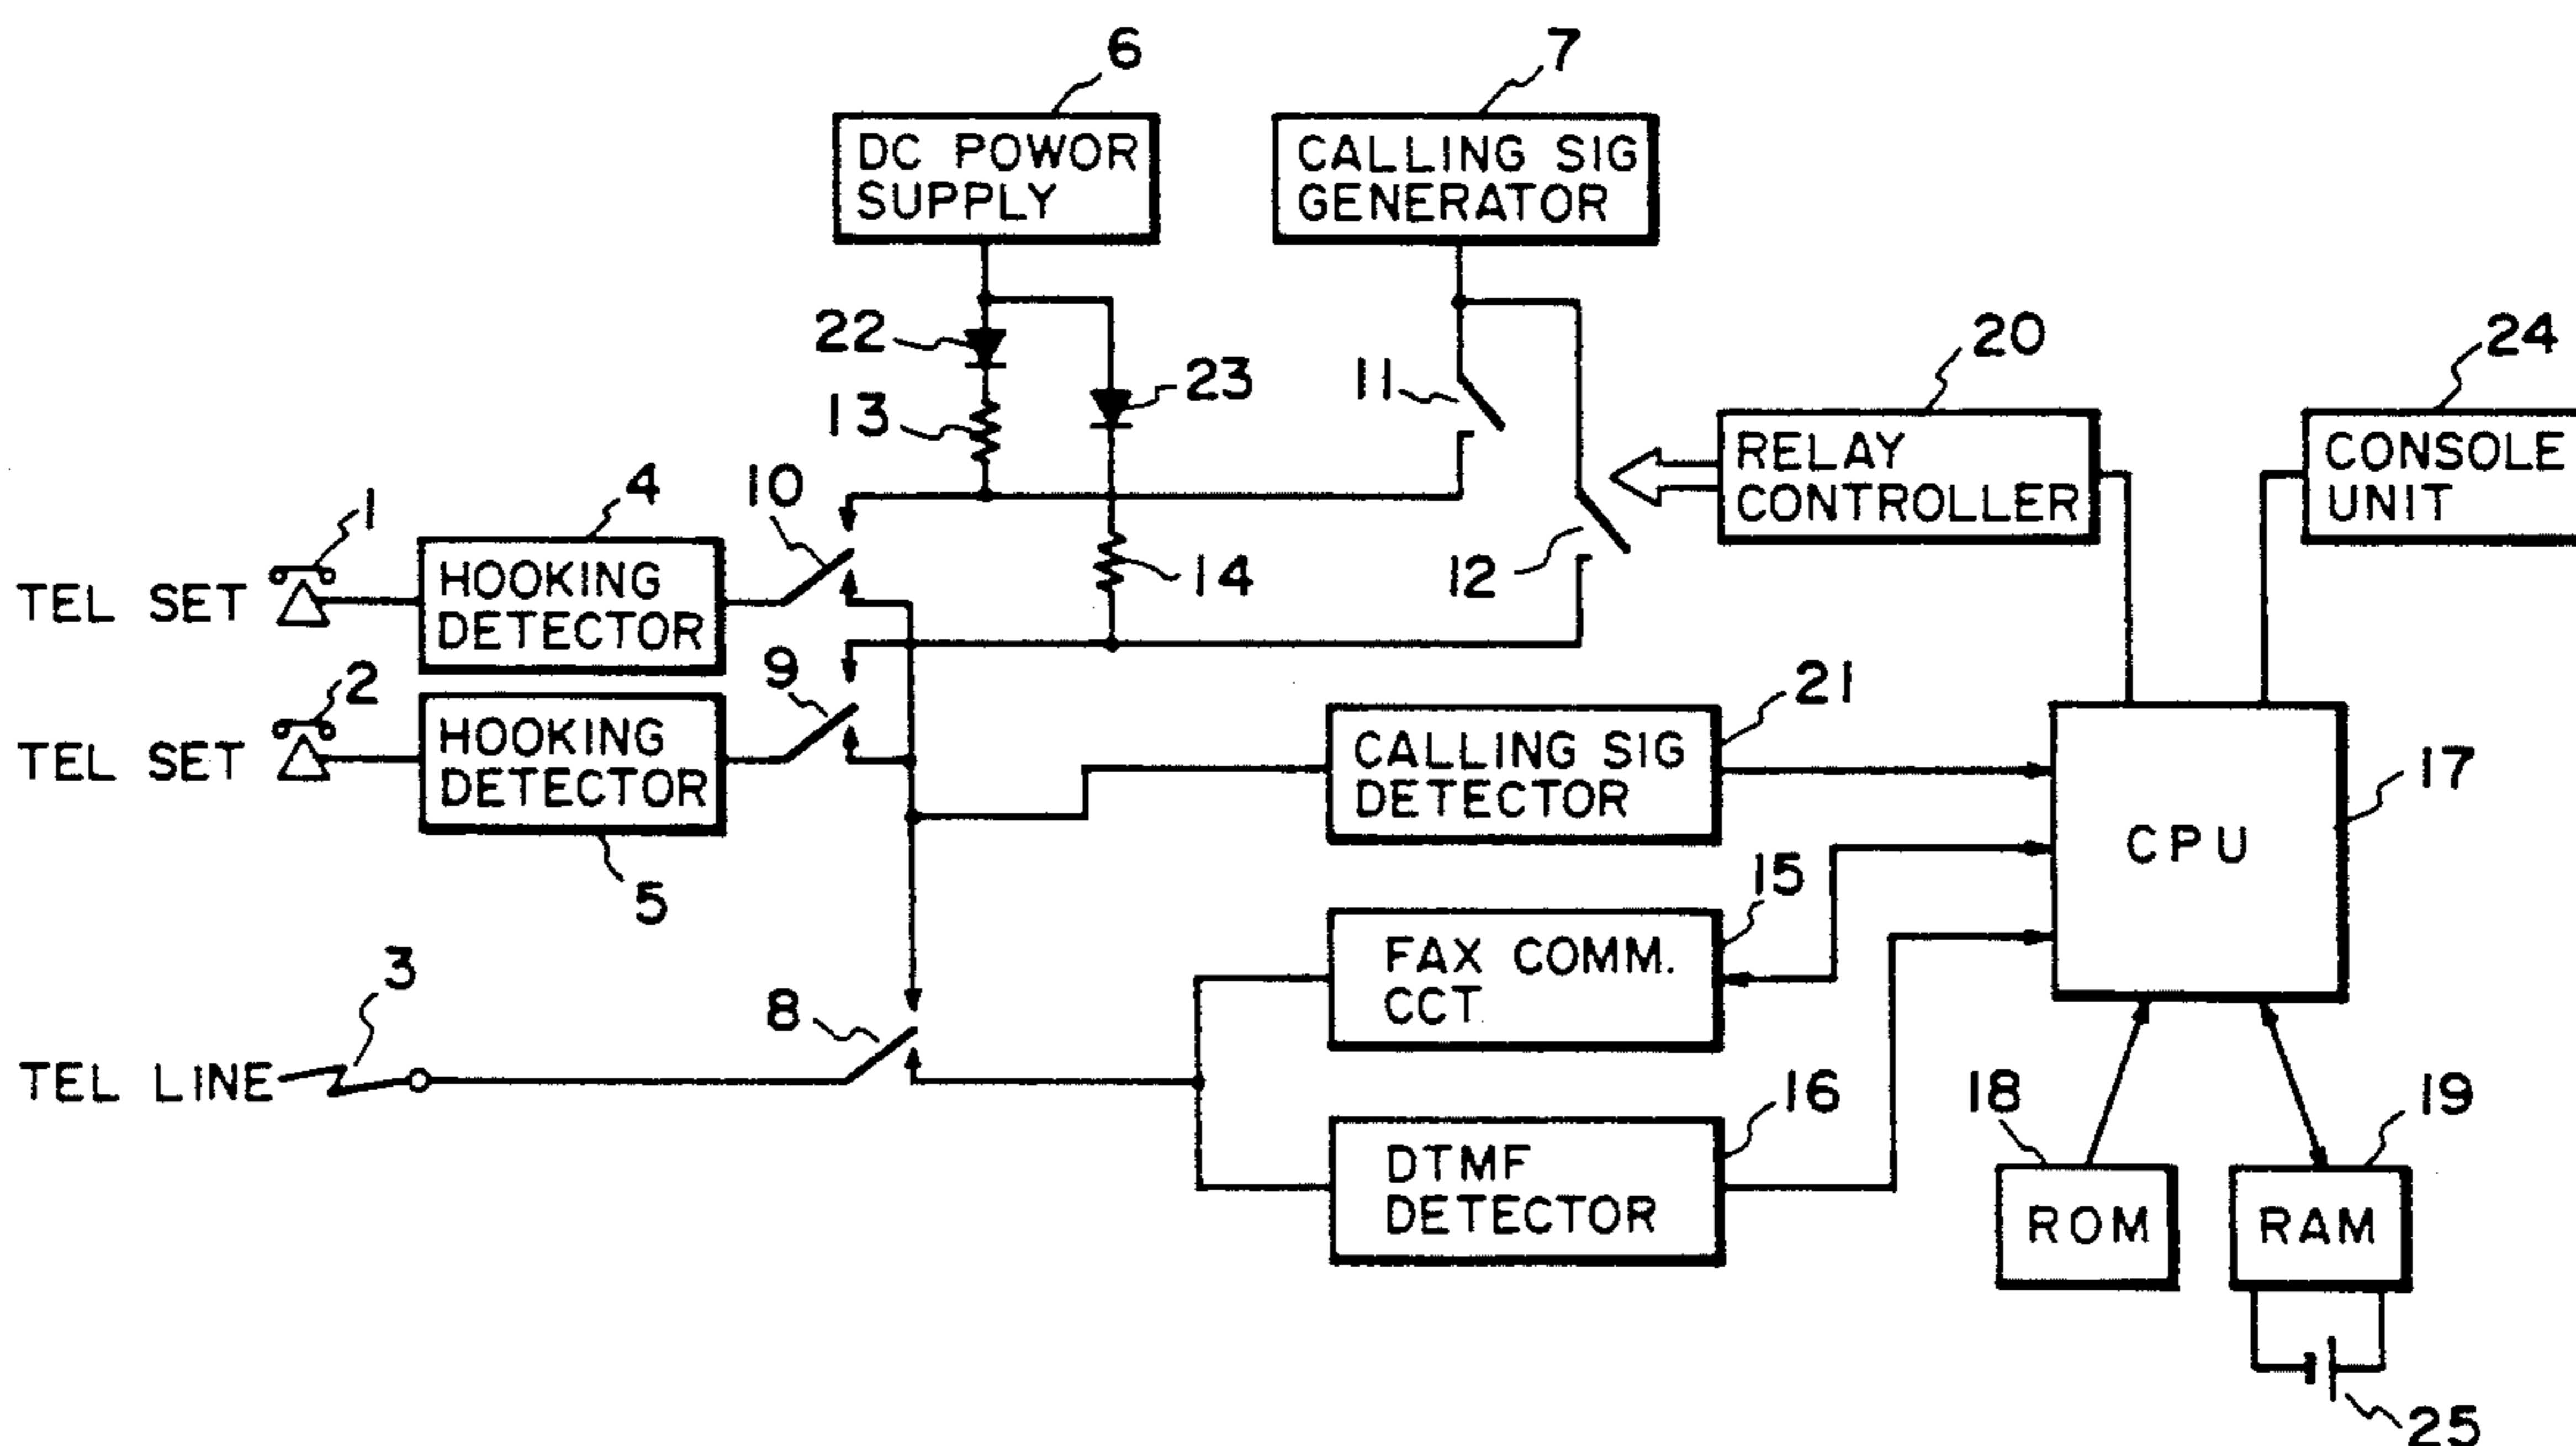 6
7
DC POWOR
SUPPLY
CALLING SIG
GENERATOR
22
23
13
11
20
24
RELAY
CONTROLLER
CONSOLE
UNIT
1
4
10
TEL SET
HOOKING
DETECTOR
14
12
2
9
TEL SET
HOOKING
DETECTOR
5
21
CALLING SIG
DETECTOR
17
CPU
15
FAX COMM.
CCT
3
8
TEL LINE
16
DTMF
DETECTOR
18
19
ROM
RAM
25